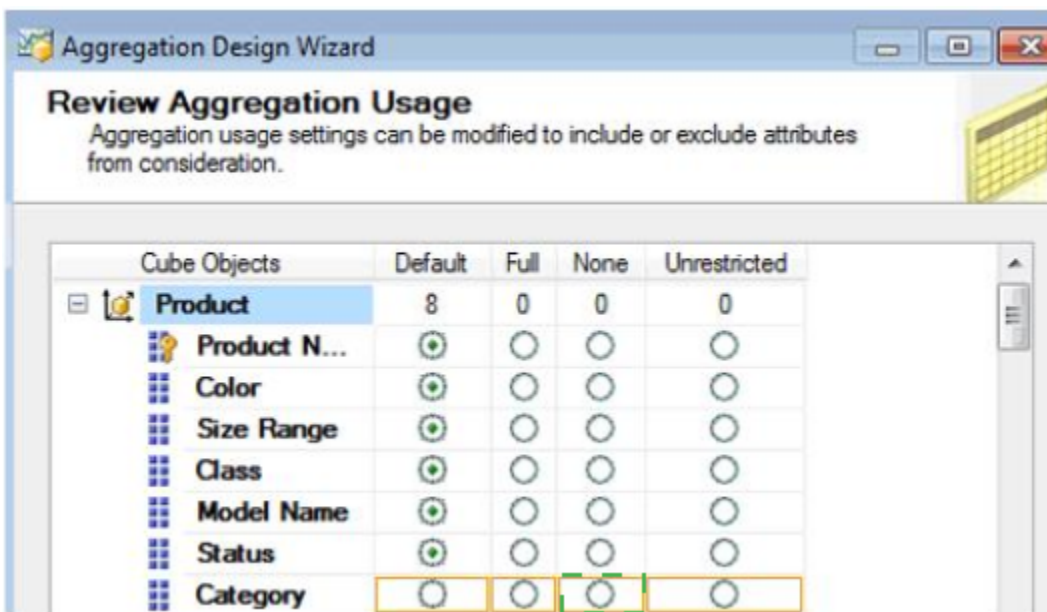 Aggregation Design Wizard
Review Aggregation Usage
Aggregation usage settings can be modified to include or exclude attributes
from consideration.
Cube Objects Default Full None Unrestricted
Product 8 0 0 0
Product N...
Color
Size Range
Class
Model Name
Status
Category